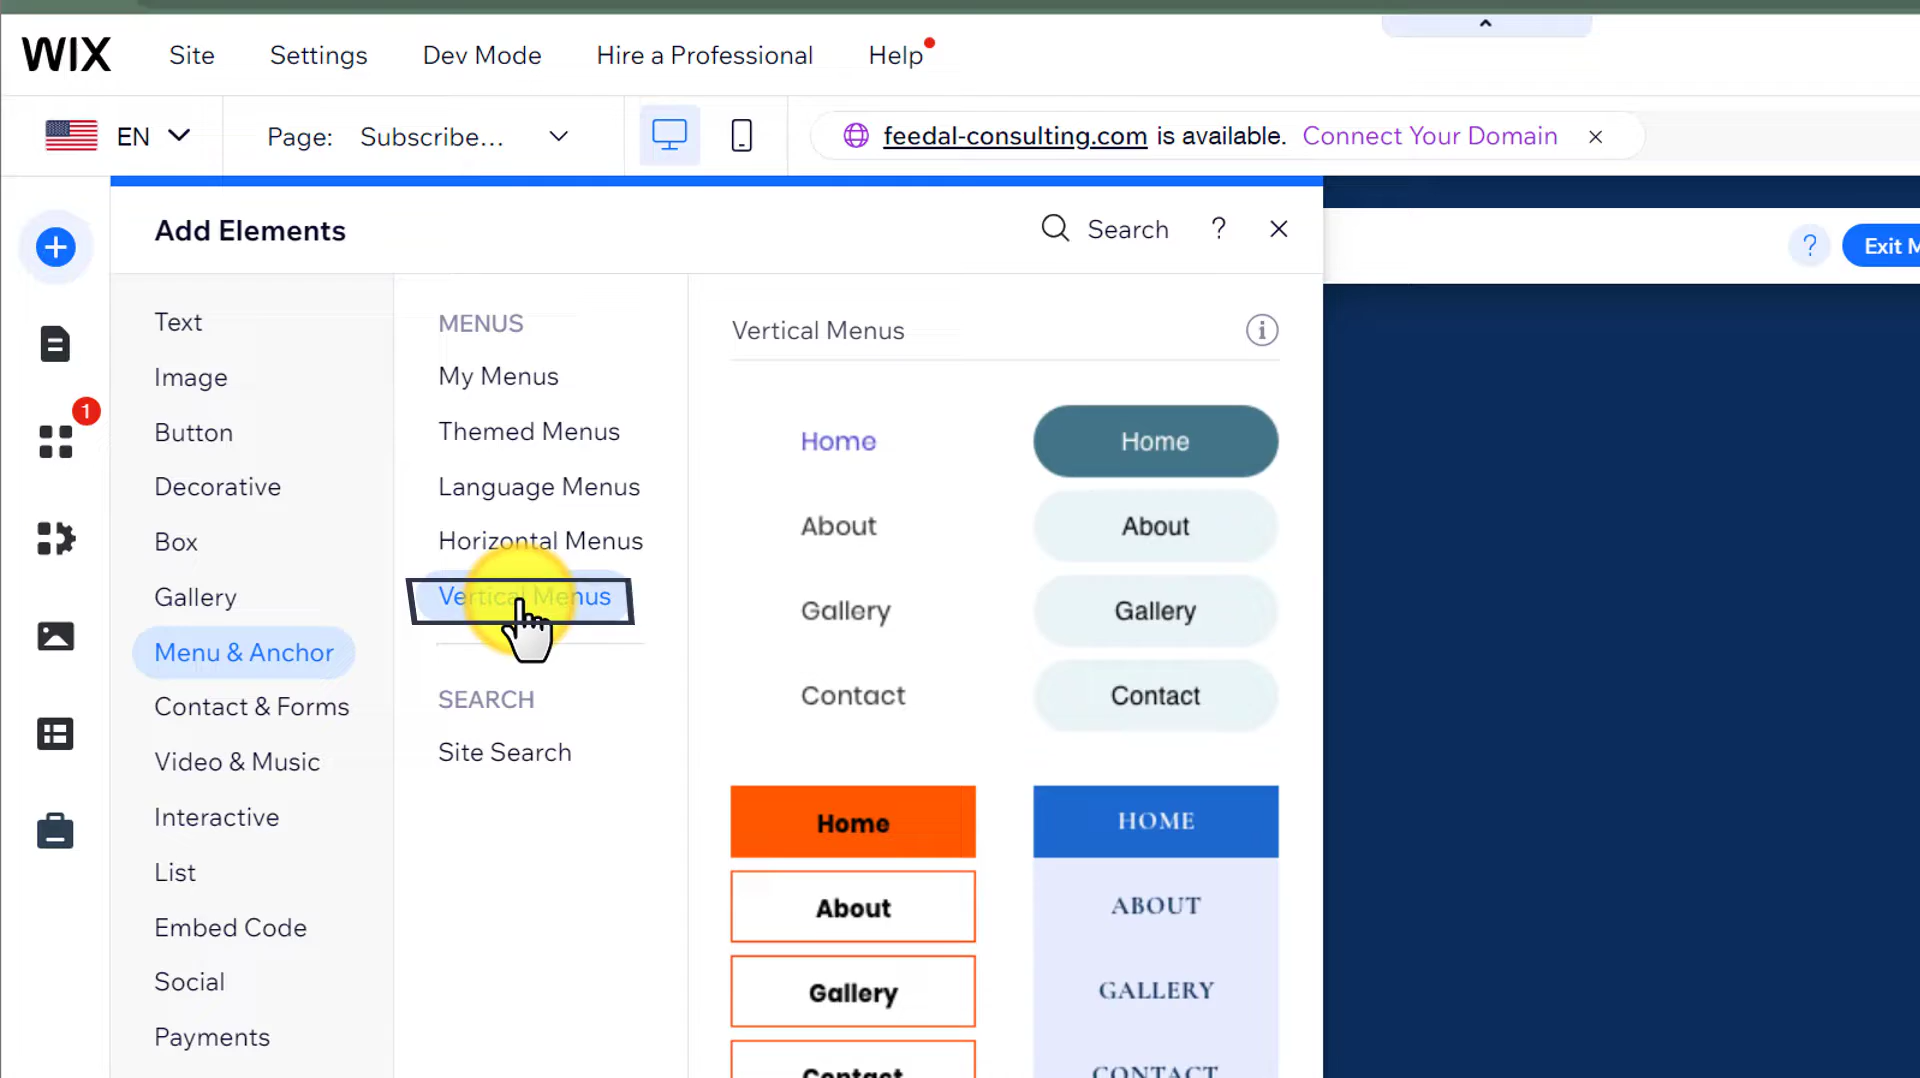 WIX Site Settings Dev Mode Hire a Professional Help
EN Page: Subscribe... feedal-consulting.com is available. Connect Your Domain
Add Elements Search ?
? Exit M
Text
Image
1
Button
Decorative
Box
Gallery
Menu & Anchor
Contact & Forms
Video & Music
Interactive
List
Embed Code
Social
Payments
MENUS
My Menus
Themed Menus
Language Menus
Horizontal Menus
Vertical Menus
SEARCH
Site Search
Vertical Menus
Home
About
Gallery
Contact
Home
About
Gallery
Contact
Home
About
Gallery
Contact
HOME
ABOUT
GALLERY
CONTACT